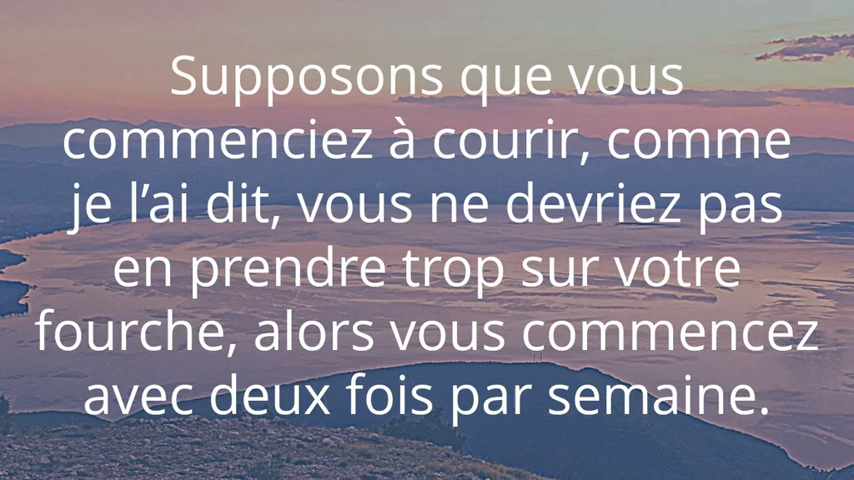 Supposons que vous
commenciez à courir, comme
je l’ai dit, vous ne devriez pas
en prendre trop sur votre
fourche, alors vous commencez
avec deux fois par semaine.